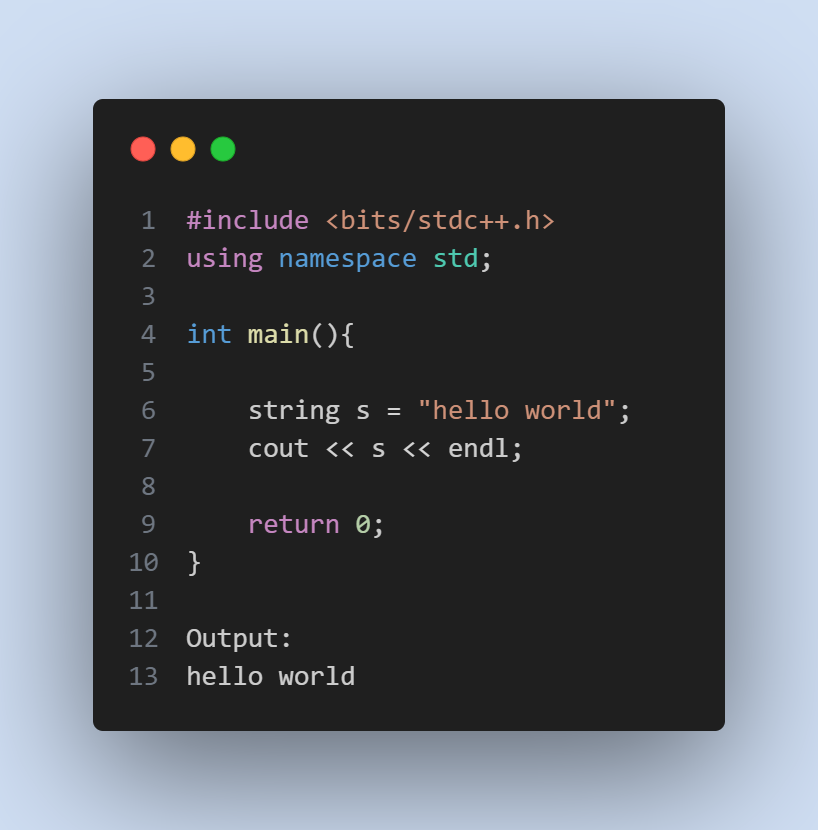 1 #include <bits/stdc++.h>
2 using namespace std;
3
4 int main(){
5
6     string s = "hello world";
7     cout << s << endl;
8
9     return 0;
10 }
11
12 Output:
13 hello world